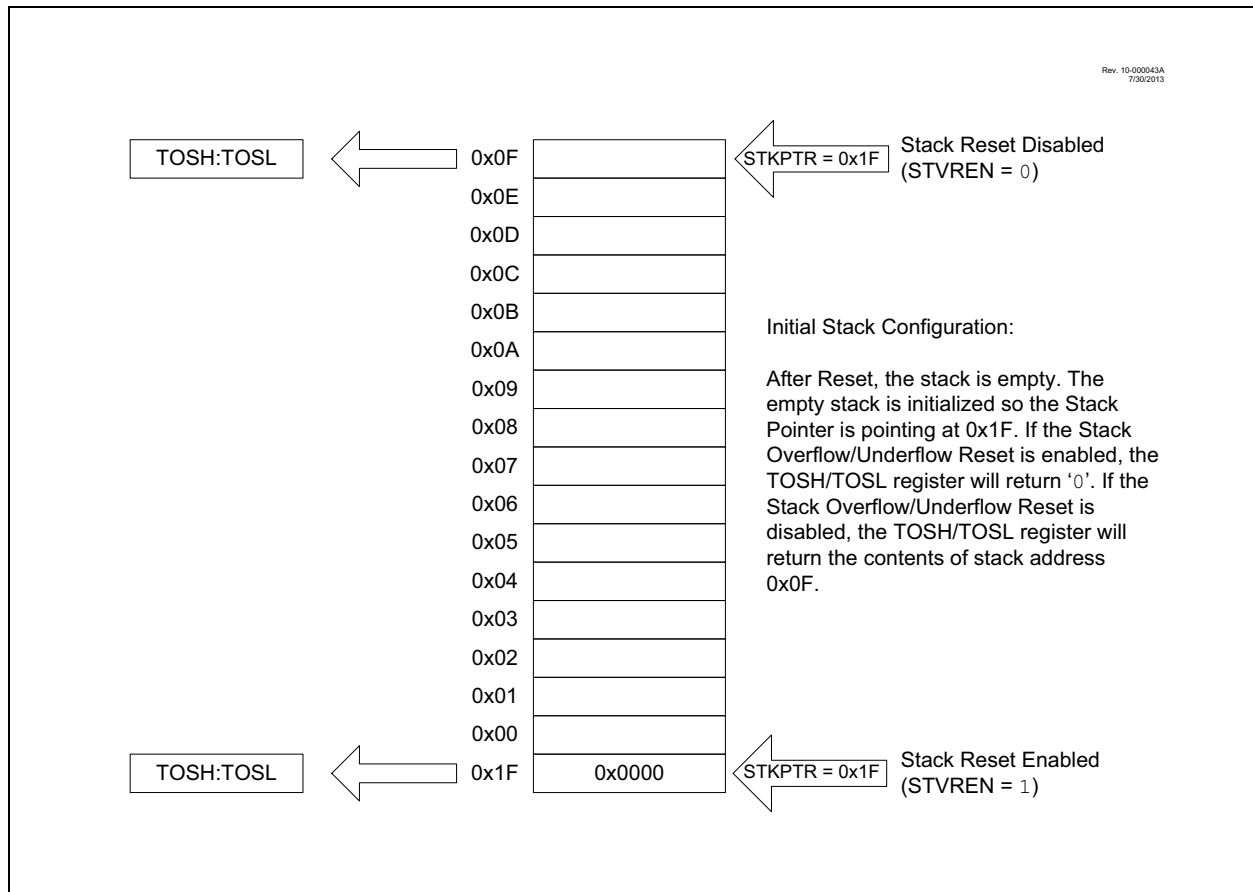 Rev. 10-000043A
7/30/2013
TOSH:TOSL
0x0F
STKPTR = 0x1F
Stack Reset Disabled
(STVREN = 0)
0x0E
0x0D
0x0C
0x0B
0x0A
0x09
0x08
0x07
0x06
0x05
0x04
0x03
0x02
0x01
0x00
Initial Stack Configuration:
After Reset, the stack is empty. The
empty stack is initialized so the Stack
Pointer is pointing at 0x1F. If the Stack
Overflow/Underflow Reset is enabled, the
TOSH/TOSL register will return ‘0’. If the
Stack Overflow/Underflow Reset is
disabled, the TOSH/TOSL register will
return the contents of stack address
0x0F.
TOSH:TOSL
0x1F
0x0000
STKPTR = 0x1F
Stack Reset Enabled
(STVREN = 1)